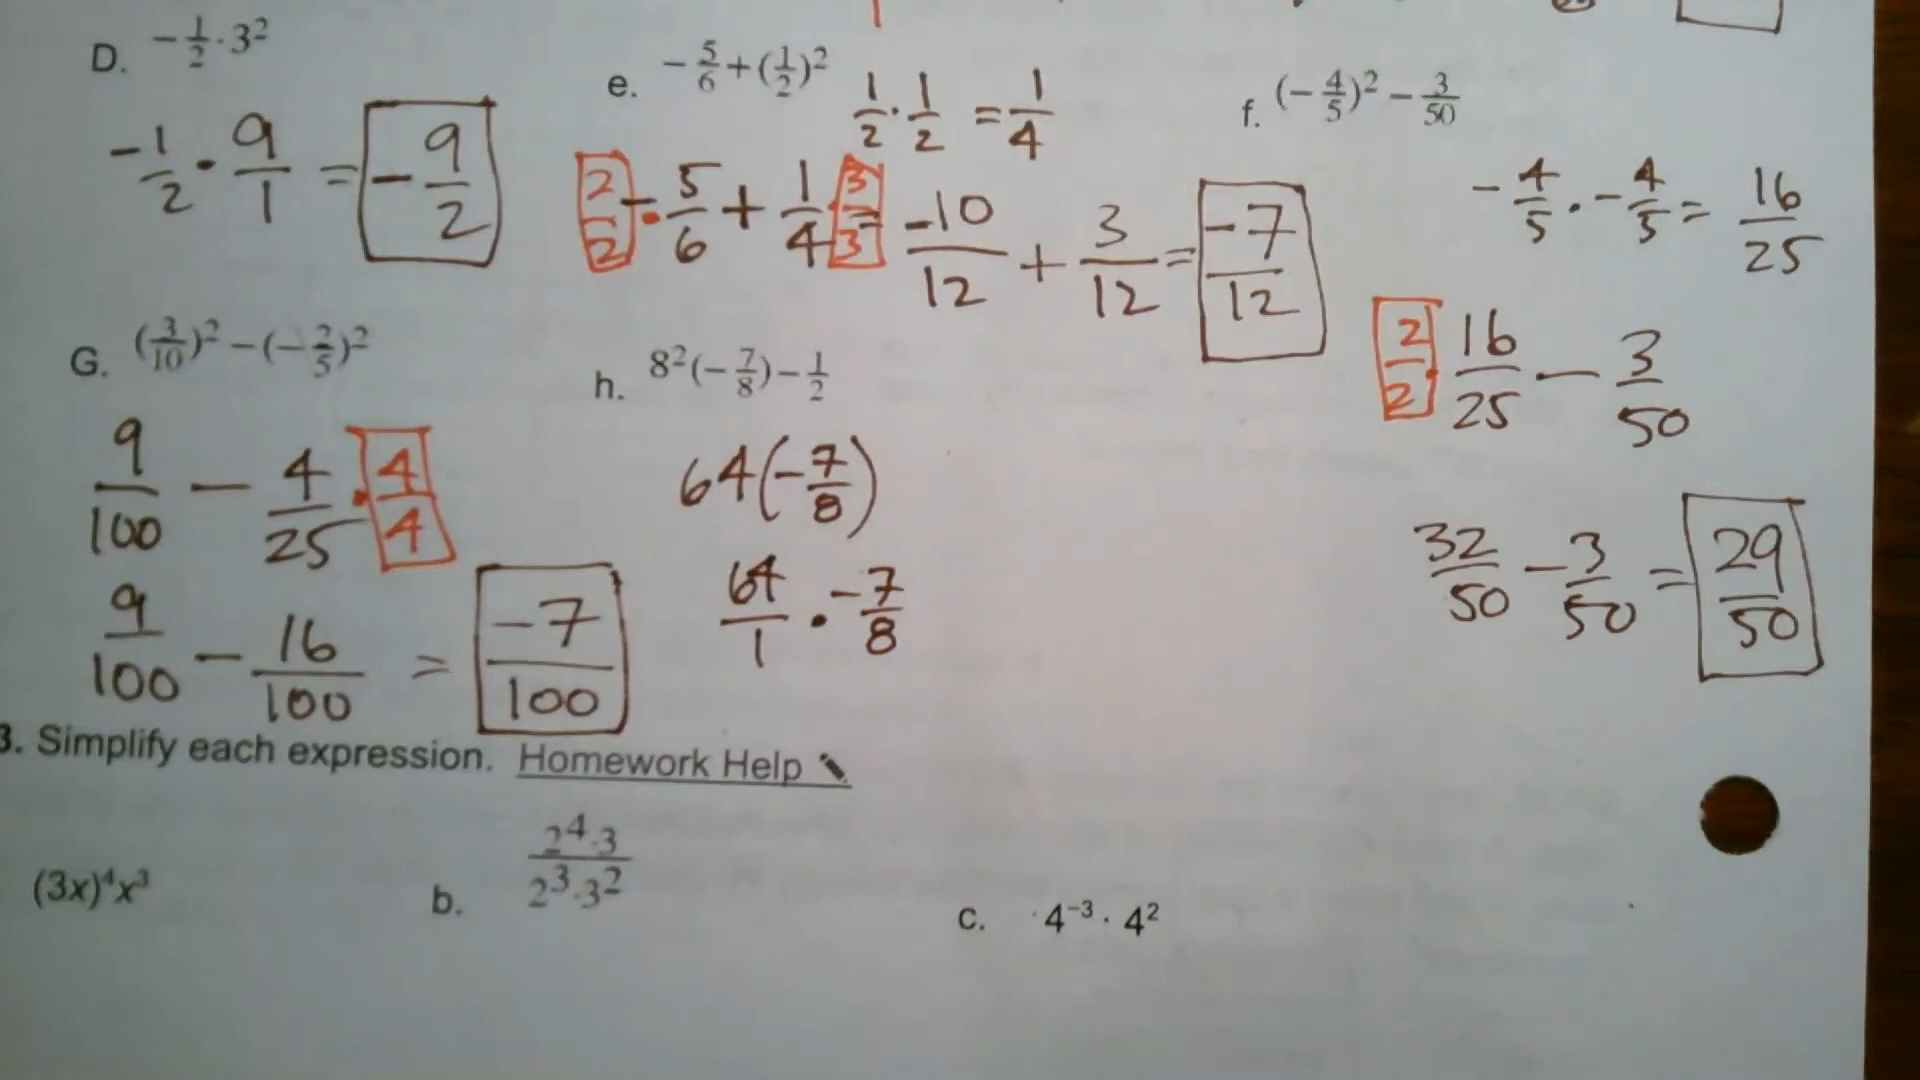 D. -1/2 · 3²
-1/2 · 9/1 = -9/2
e. -5/6 + (1/2)²
1/2 · 1/2 = 1/4
2/2 · -5/6 + 1/4 · 3/3 = -10/12 + 3/12 = -7/12
f. (-4/5)² - 3/50
-4/5 · -4/5 = 16/25
2/2 · 16/25 - 3/50
32/50 - 3/50 = 29/50
G. (3/10)² - (-2/5)²
9/100 - 4/25 · 4/4
9/100 - 16/100 = -7/100
h. 8²(-7/8) - 1/2
64(-7/8)
64/1 · -7/8
3. Simplify each expression. Homework Help
(3x)⁴x³
b. 2⁴·3/2³·3²
c. 4⁻³ · 4²